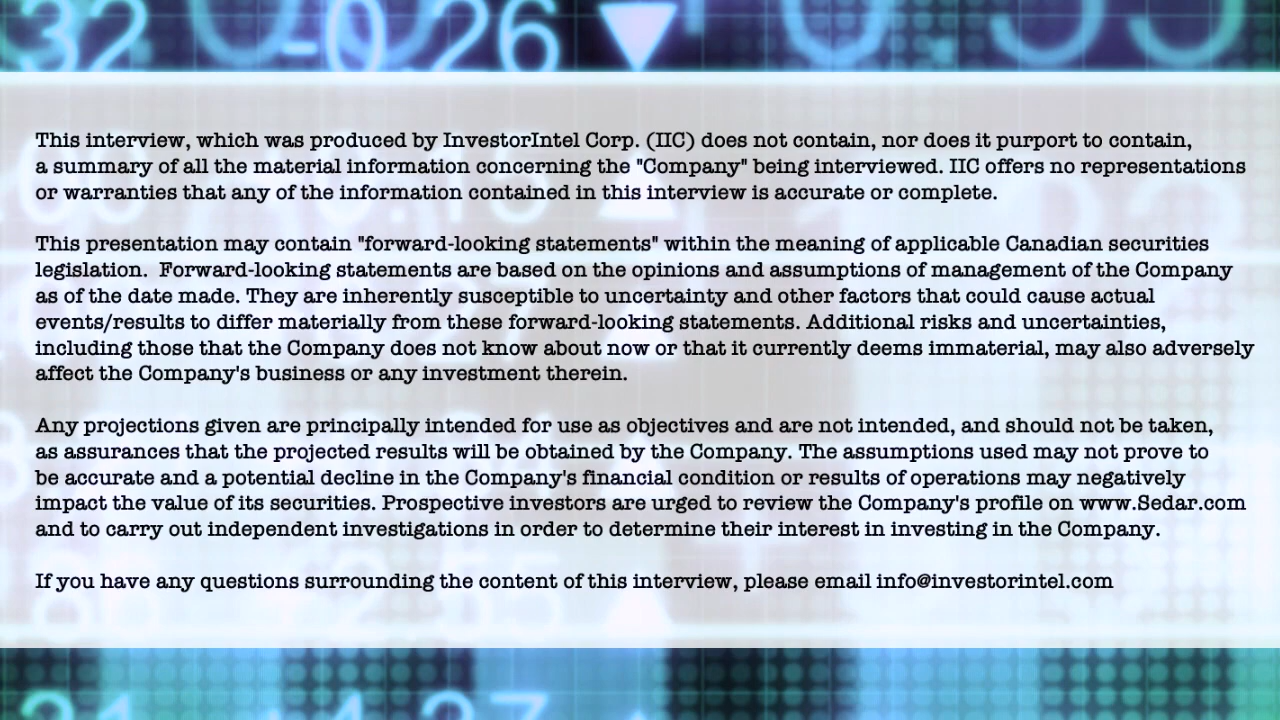 32 -0.26 ▼
This interview, which was produced by InvestorIntel Corp. (IIC) does not contain, nor does it purport to contain,
a summary of all the material information concerning the "Company" being interviewed. IIC offers no representations
or warranties that any of the information contained in this interview is accurate or complete.
This presentation may contain "forward-looking statements" within the meaning of applicable Canadian securities
legislation.  Forward-looking statements are based on the opinions and assumptions of management of the Company
as of the date made. They are inherently susceptible to uncertainty and other factors that could cause actual
events/results to differ materially from these forward-looking statements. Additional risks and uncertainties,
including those that the Company does not know about now or that it currently deems immaterial, may also adversely
affect the Company's business or any investment therein.
Any projections given are principally intended for use as objectives and are not intended, and should not be taken,
as assurances that the projected results will be obtained by the Company. The assumptions used may not prove to
be accurate and a potential decline in the Company's financial condition or results of operations may negatively
impact the value of its securities. Prospective investors are urged to review the Company's profile on www.Sedar.com
and to carry out independent investigations in order to determine their interest in investing in the Company.
If you have any questions surrounding the content of this interview, please email info@investorintel.com